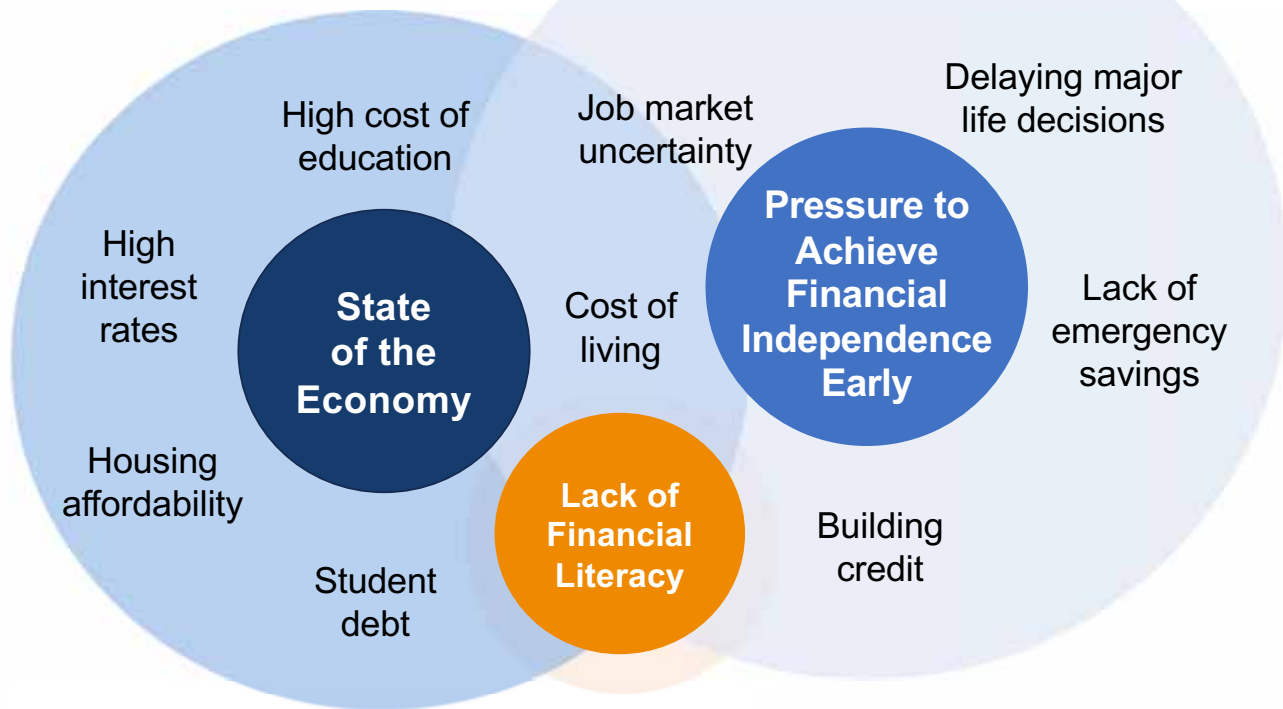 High cost of
education
Job market
uncertainty
Delaying major
life decisions
High
interest
rates
State
of the
Economy
Cost of
living
Pressure to
Achieve
Financial
Independence
Early
Lack of
emergency
savings
Housing
affordability
Student
debt
Lack of
Financial
Literacy
Building
credit